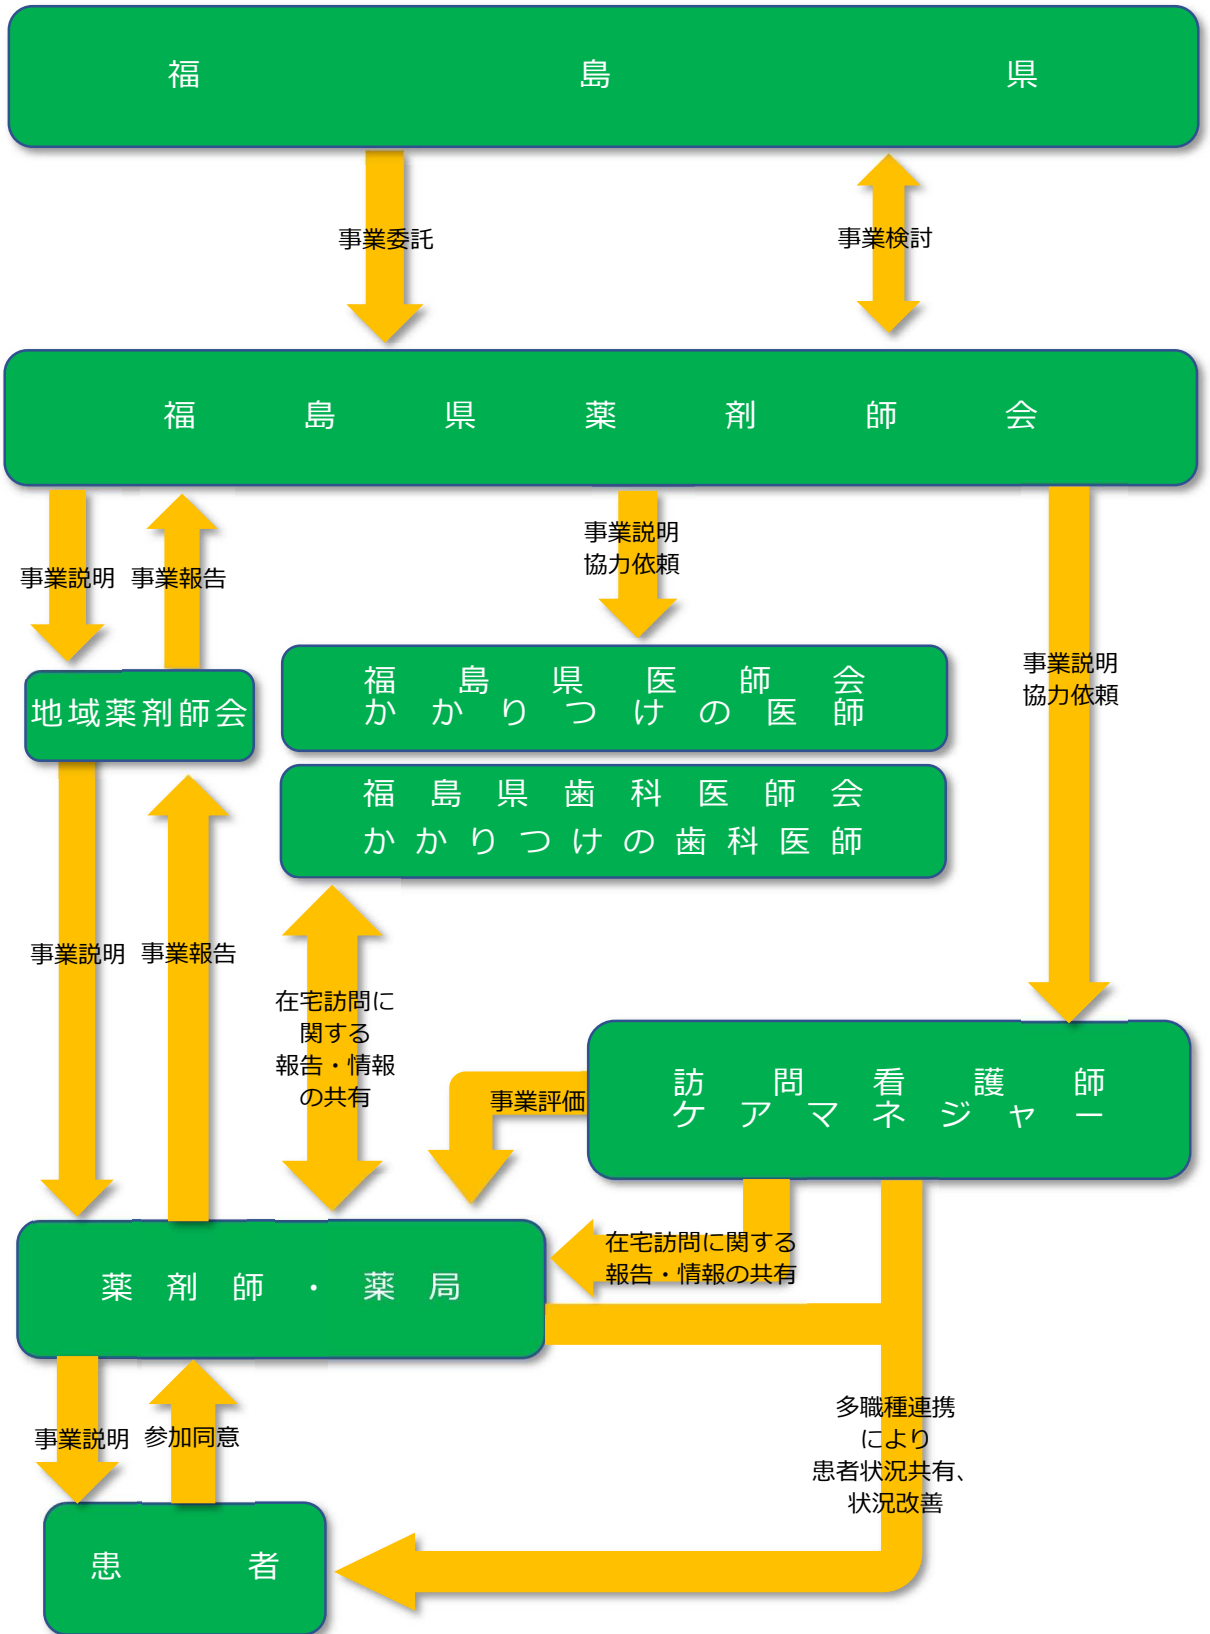 福島県
事業委託
事業検討
福島県薬剤師会
事業説明
事業報告
事業説明
協力依頼
事業説明
協力依頼
地域薬剤師会
福島県医師会
かかりつけの医師
福島県歯科医師会
かかりつけの歯科医師
事業説明
事業報告
在宅訪問に
関する
報告・情報
の共有
事業評価
訪問看護師
ケアマネジャー
在宅訪問に関する
報告・情報の共有
薬剤師・薬局
事業説明
参加同意
多職種連携
により
患者状況共有、
状況改善
患者